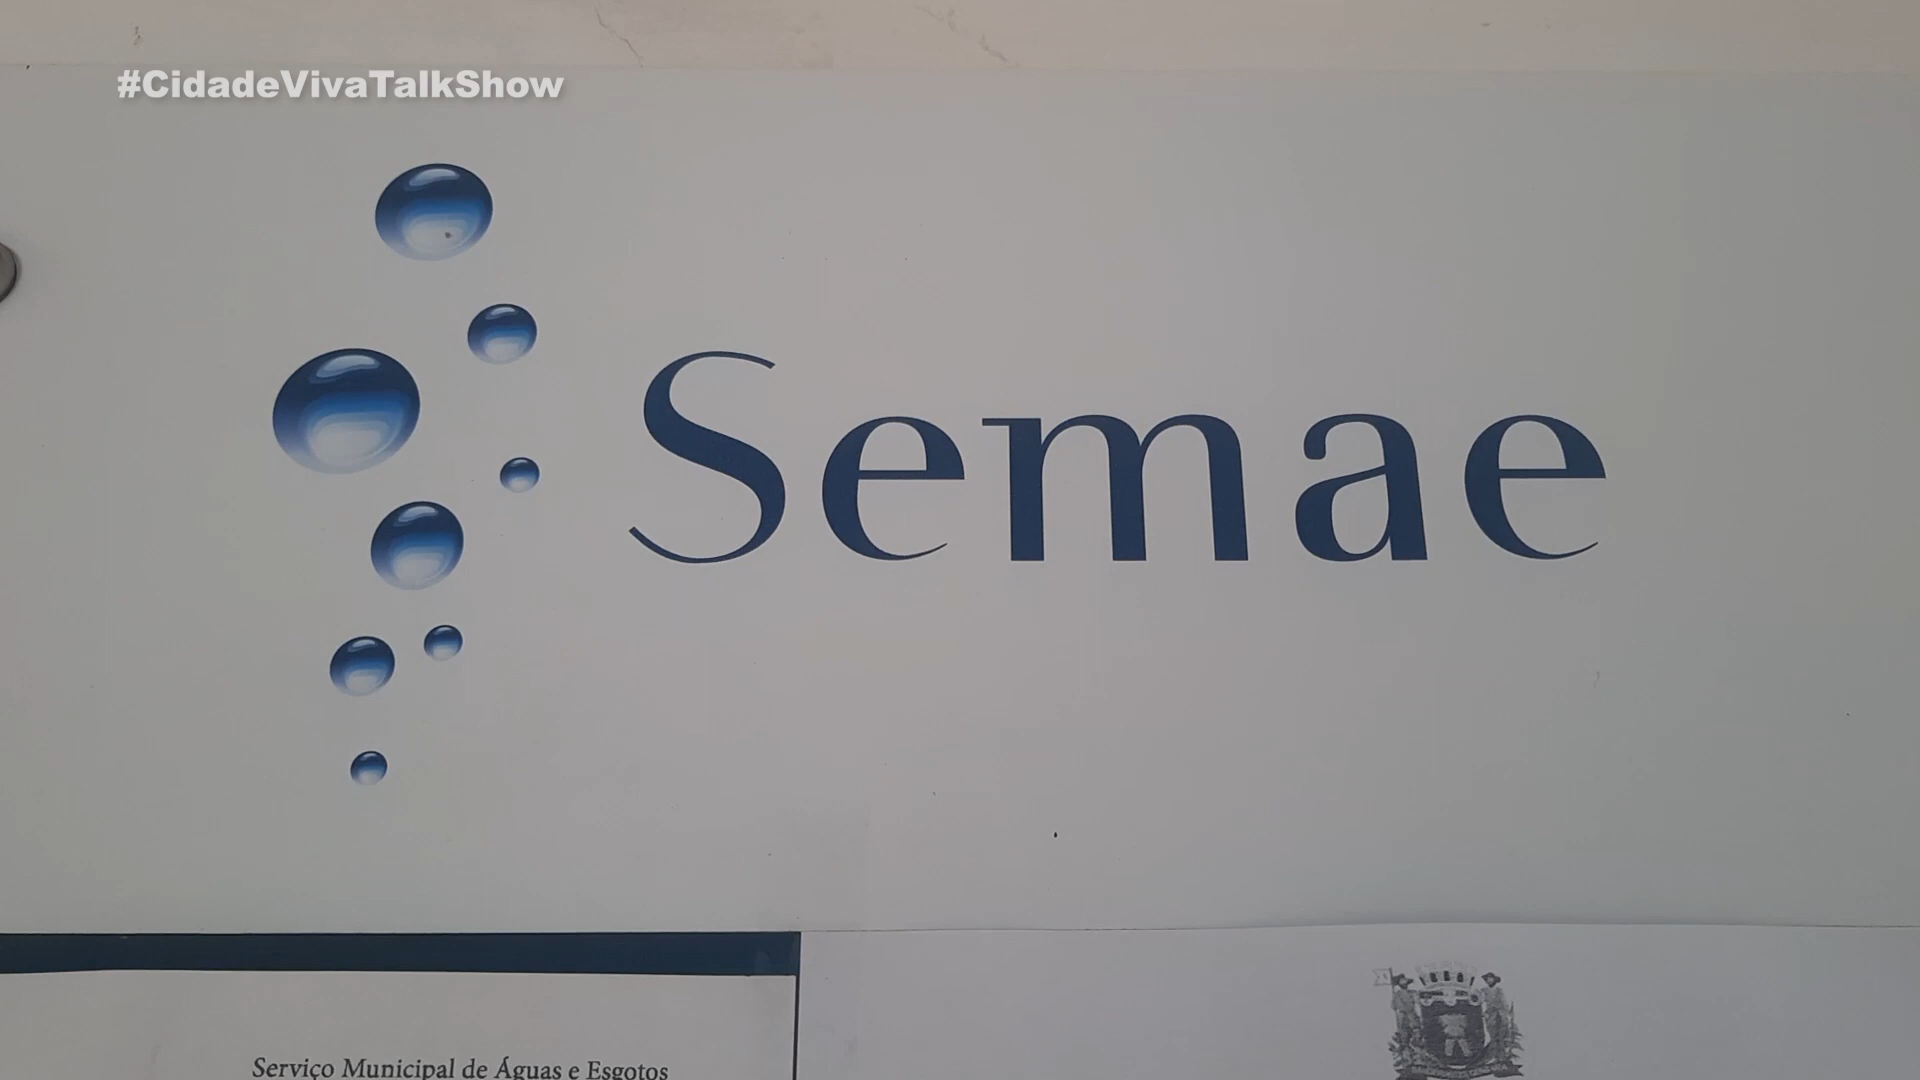 #CidadeVivaTalkShow
Semae
Serviço Municipal de Águas e Esgotos